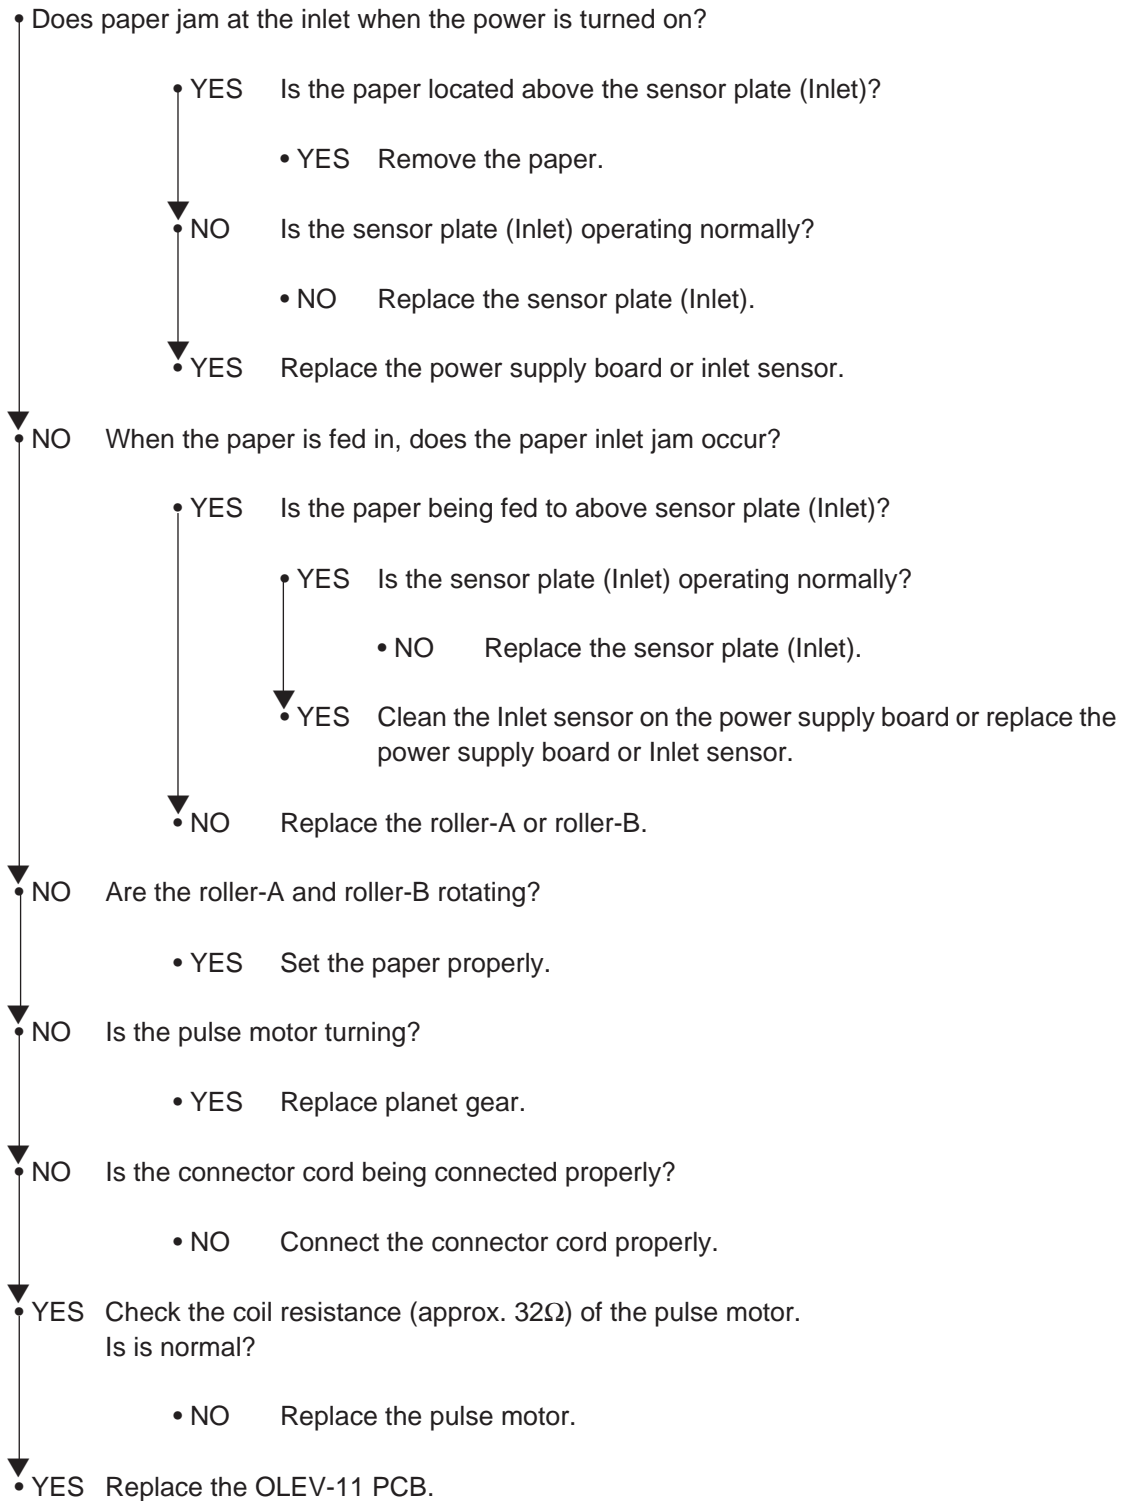 • Does paper jam at the inlet when the power is turned on?
• YES Is the paper located above the sensor plate (Inlet)?
• YES Remove the paper.
• NO Is the sensor plate (Inlet) operating normally?
• NO Replace the sensor plate (Inlet).
• YES Replace the power supply board or inlet sensor.
• NO When the paper is fed in, does the paper inlet jam occur?
• YES Is the paper being fed to above sensor plate (Inlet)?
• YES Is the sensor plate (Inlet) operating normally?
• NO Replace the sensor plate (Inlet).
• YES Clean the Inlet sensor on the power supply board or replace the
power supply board or Inlet sensor.
• NO Replace the roller-A or roller-B.
• NO Are the roller-A and roller-B rotating?
• YES Set the paper properly.
• NO Is the pulse motor turning?
• YES Replace planet gear.
• NO Is the connector cord being connected properly?
• NO Connect the connector cord properly.
• YES Check the coil resistance (approx. 32Ω) of the pulse motor.
Is is normal?
• NO Replace the pulse motor.
• YES Replace the OLEV-11 PCB.